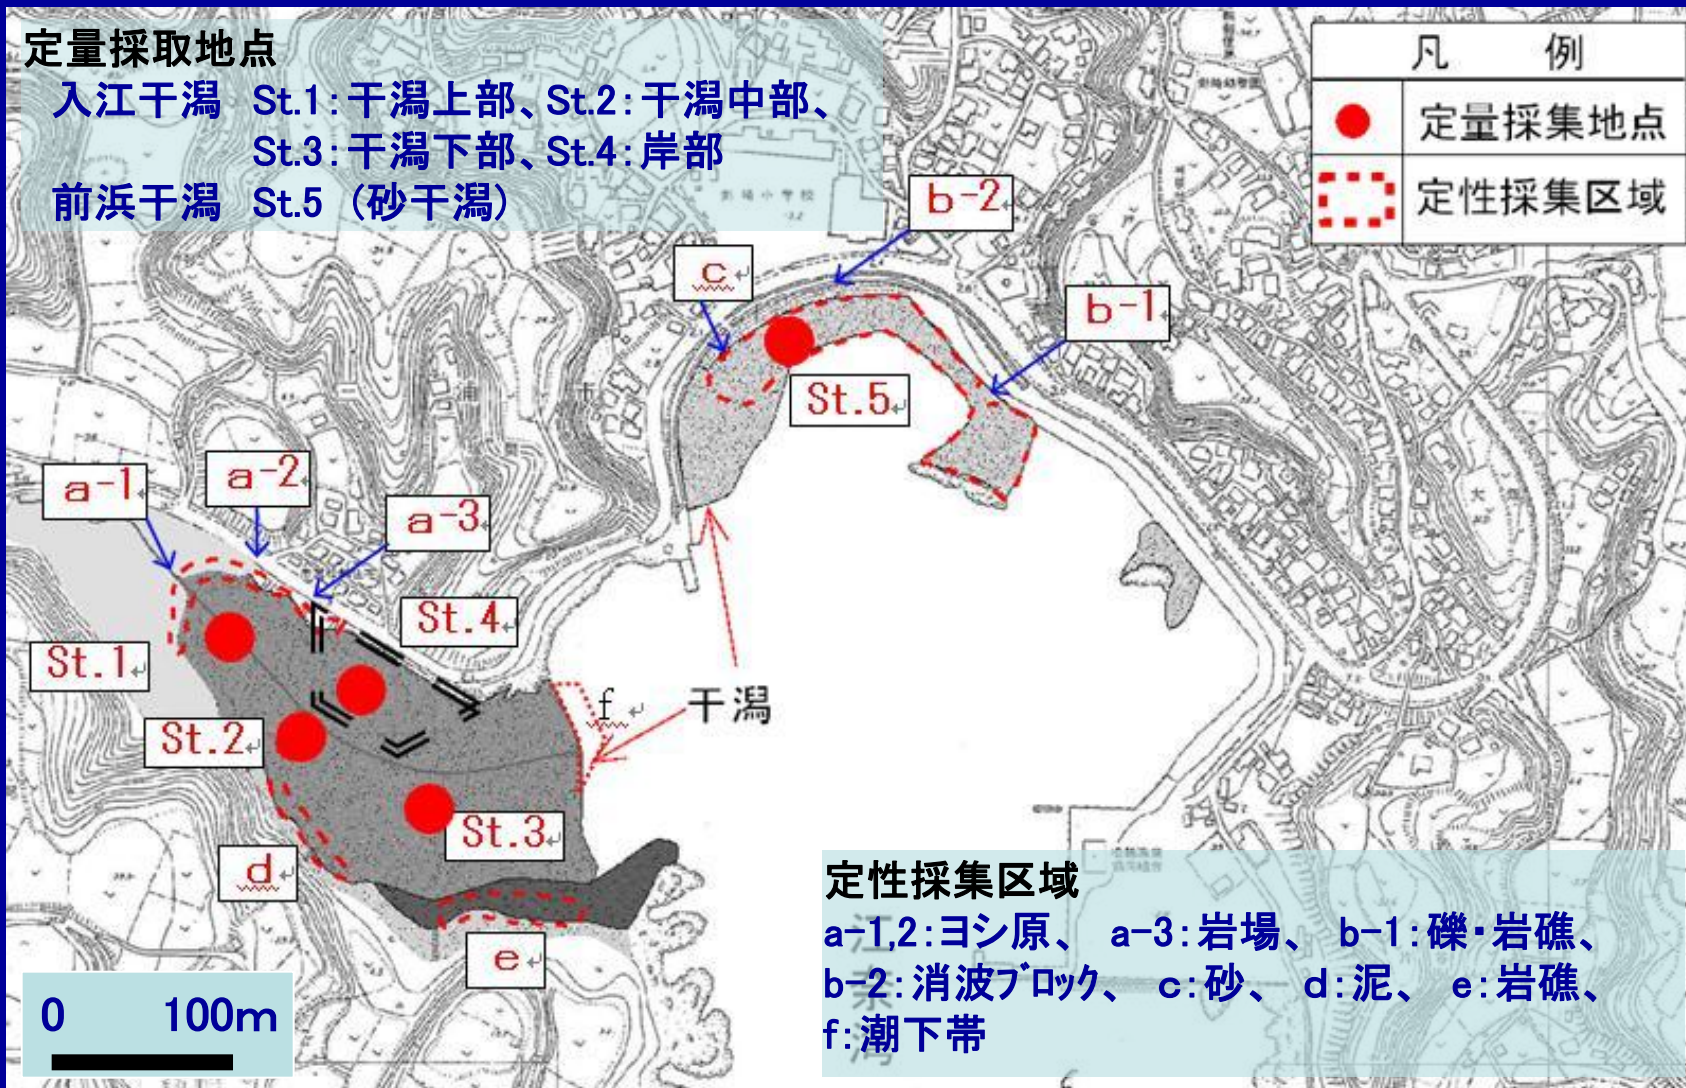 定量採取地点
入江干潟 St.1:干潟上部、St.2:干潟中部、
St.3:干潟下部、St.4:岸部
前浜干潟 St.5 (砂干潟)
凡 例
定量採集地点
定性採集区域
b-2
c
b-1
St.5
a-1
a-2
a-3
St.4
St.1
f
干潟
St.2
St.3
d
e
定性採集区域
a-1,2:ヨシ原、 a-3:岩場、 b-1:礫・岩礁、
b-2:消波ブロック、 c:砂、 d:泥、 e:岩礁、
f:潮下帯
0 100m